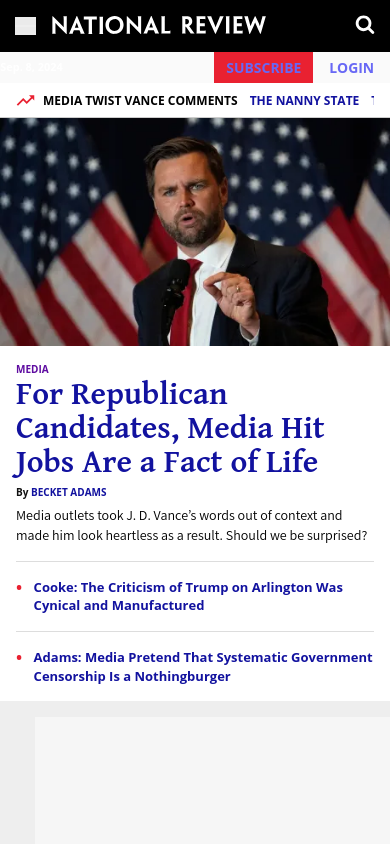 NATIONAL REVIEW
SUBSCRIBE LOGIN
MEDIA TWIST VANCE COMMENTS THE NANNY STATE
MEDIA
For Republican
Candidates, Media Hit
Jobs Are a Fact of Life
By BECKET ADAMS
Media outlets took J. D. Vance's words out of context and
made him look heartless as a result. Should we be surprised?
• Cooke: The Criticism of Trump on Arlington Was
Cynical and Manufactured
• Adams: Media Pretend That Systematic Government
Censorship Is a Nothingburger